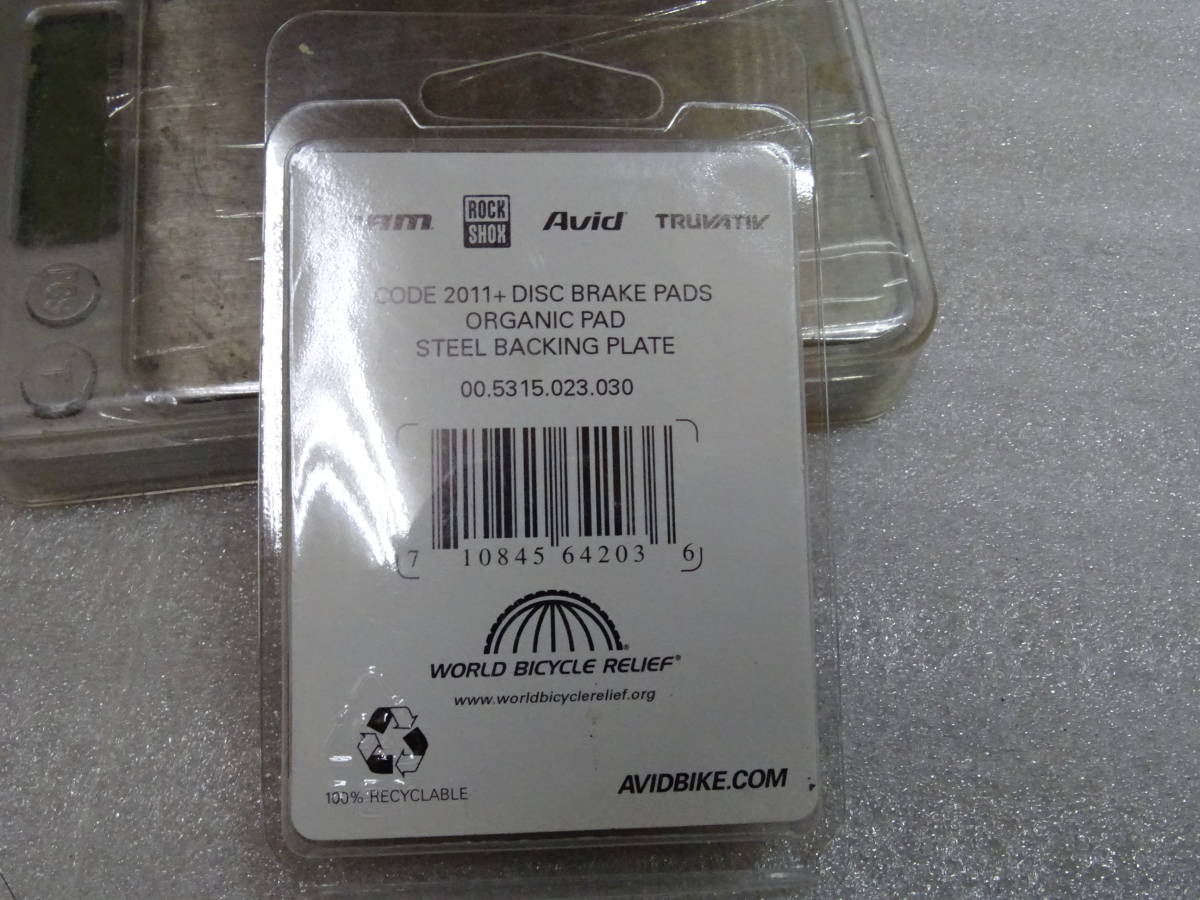 ROCK SHOX Avid TRUVATIV
CODE 2011+ DISC BRAKE PADS
ORGANIC PAD
STEEL BACKING PLATE
00.5315.023.030
7 10845 64203 6
WORLD BICYCLE RELIEF®
www.worldbicyclerelief.org
100% RECYCLABLE
AVIDBIKE.COM